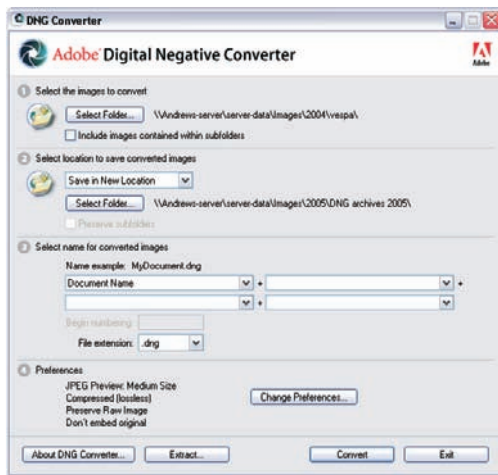 DNG Converter
Adobe® Digital Negative Converter
Adobe
1 Select the images to convert
Select Folder... \\Andrews-server\server-data\Images\2004\vespa\
Include images contained within subfolders
2 Select location to save converted images
Save in New Location
Select Folder... \\Andrews-server\server-data\Images\2005\DNG archives 2005\
Preserve subfolders
3 Select name for converted images
Name example: MyDocument.dng
Document Name + +
+
Begin numbering:
File extension: .dng
4 Preferences
JPEG Preview: Medium Size
Compressed (lossless)
Preserve Raw Image
Don't embed original
Change Preferences...
About DNG Converter... Extract... Convert Exit